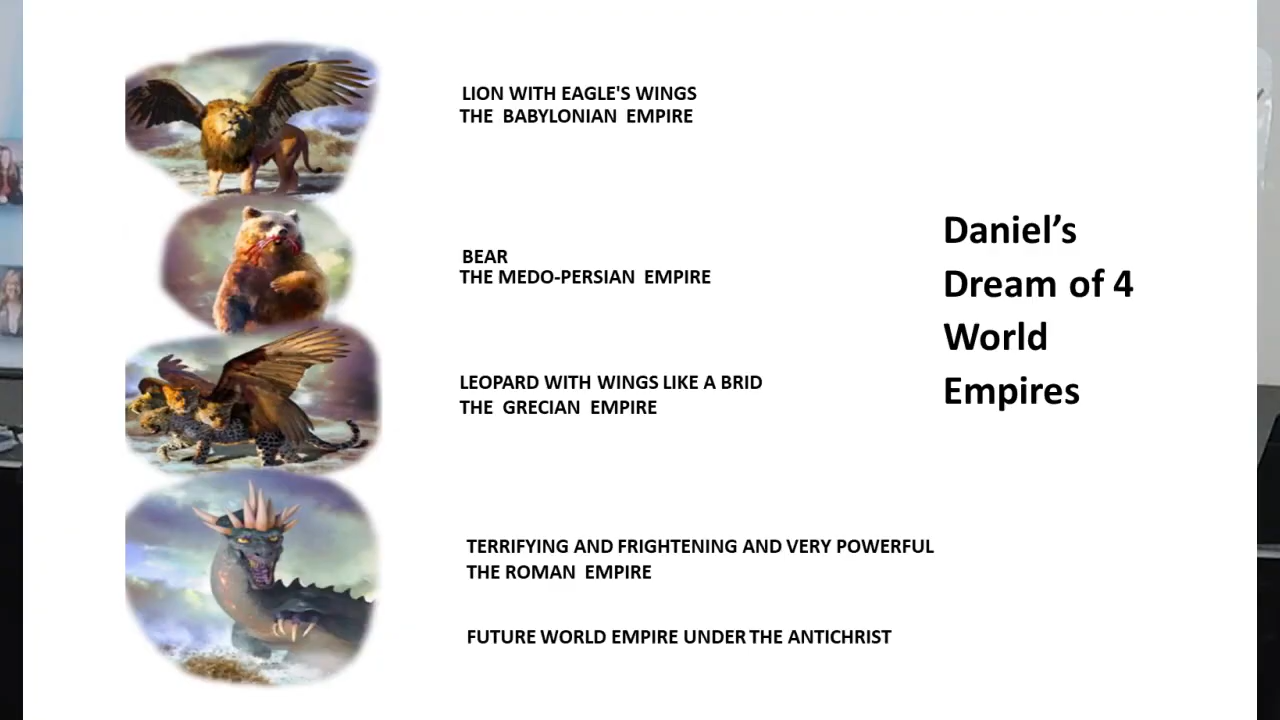 LION WITH EAGLE'S WINGS
THE BABYLONIAN EMPIRE
BEAR
THE MEDO-PERSIAN EMPIRE
LEOPARD WITH WINGS LIKE A BRID
THE GRECIAN EMPIRE
TERRIFYING AND FRIGHTENING AND VERY POWERFUL
THE ROMAN EMPIRE
FUTURE WORLD EMPIRE UNDER THE ANTICHRIST
Daniel’s
Dream of 4
World
Empires